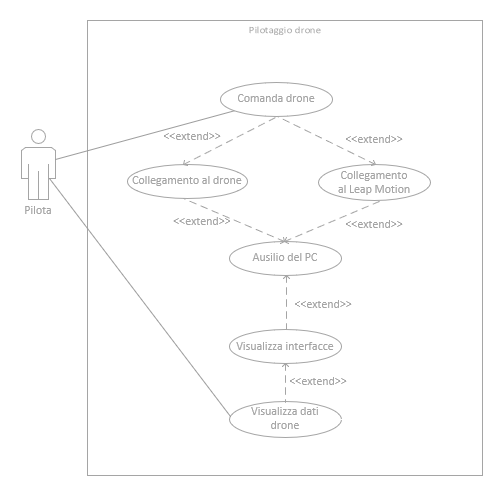 Pilotaggio drone
Comanda drone
<<extend>>
<<extend>>
Collegamento al drone
Collegamento
al Leap Motion
Pilota
<<extend>>
<<extend>>
Ausilio del PC
<<extend>>
Visualizza interfacce
<<extend>>
Visualizza dati
drone